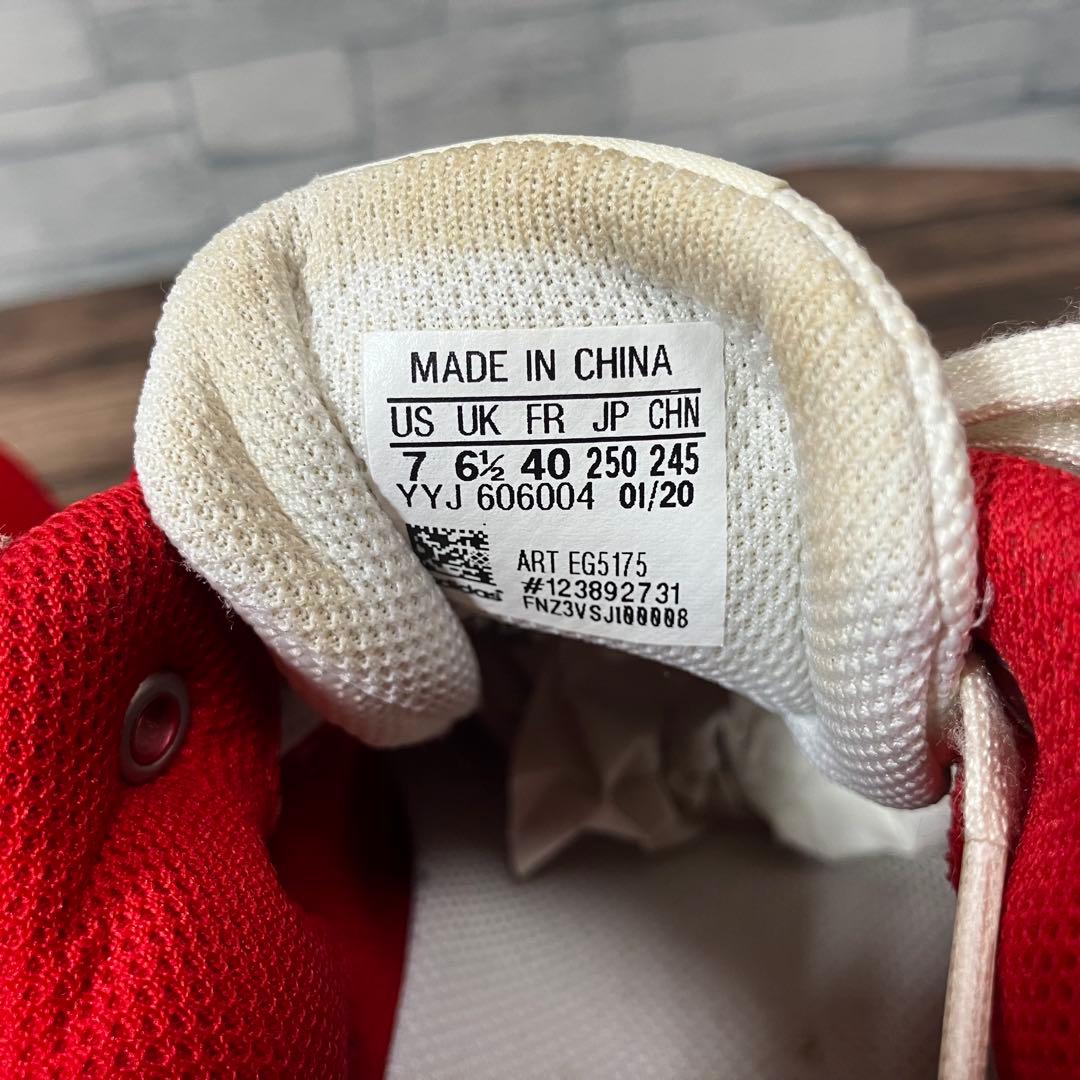 MADE IN CHINA
US UK FR JP CHN
7 6½ 40 250 245
YYJ 606004 01/20
ART EG5175
#123892731
FNZ3VSJ100008